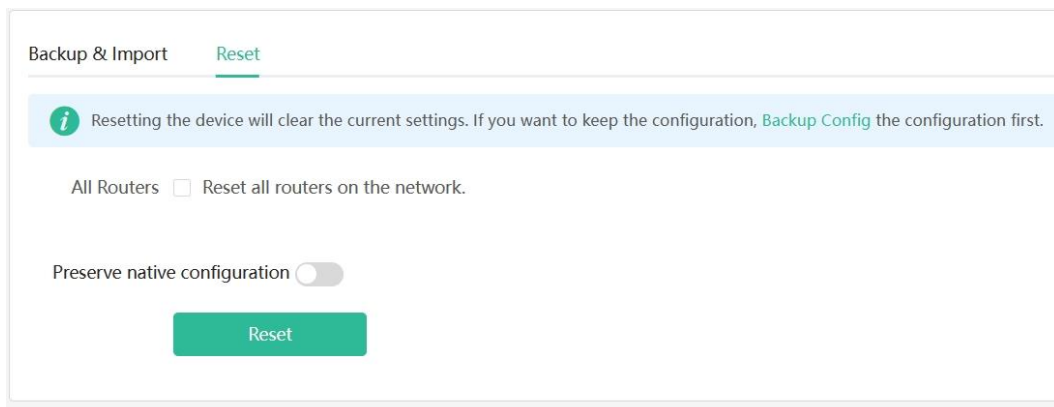 Backup & Import Reset
Resetting the device will clear the current settings. If you want to keep the configuration, Backup Config the configuration first.
All Routers Reset all routers on the network.
Preserve native configuration
Reset